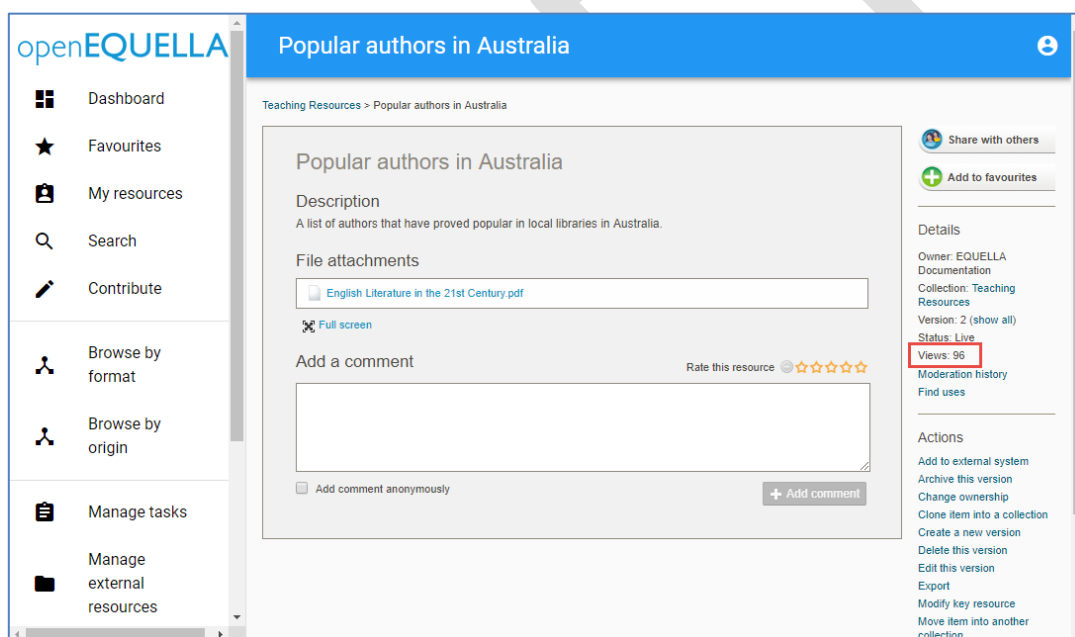 openEQUELLA
Popular authors in Australia
Dashboard
Favourites
My resources
Search
Contribute
Browse by
format
Browse by
origin
Manage tasks
Manage
external
resources
Teaching Resources > Popular authors in Australia
Popular authors in Australia
Description
A list of authors that have proved popular in local libraries in Australia.
File attachments
English Literature in the 21st Century.pdf
Full screen
Add a comment
Rate this resource
Add comment anonymously
Add comment
Share with others
Add to favourites
Details
Owner: EQUELLA
Documentation
Collection: Teaching
Resources
Version: 2 (show all)
Status: Live
Views: 96
Moderation history
Find uses
Actions
Add to external system
Archive this version
Change ownership
Clone item into a collection
Create a new version
Delete this version
Edit this version
Export
Modify key resource
Move item into another
collection